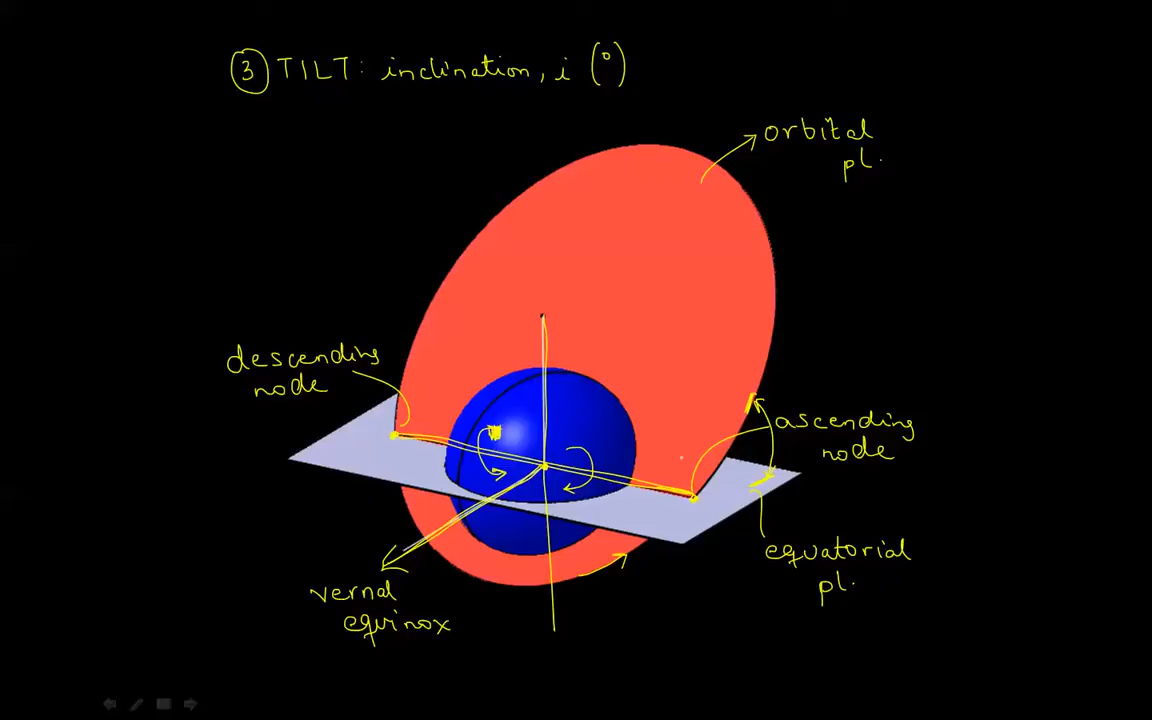 ③ TILT: inclination, i (°)
orbital
pl.
descending
node
ascending
node
equatorial
pl.
vernal
equinox